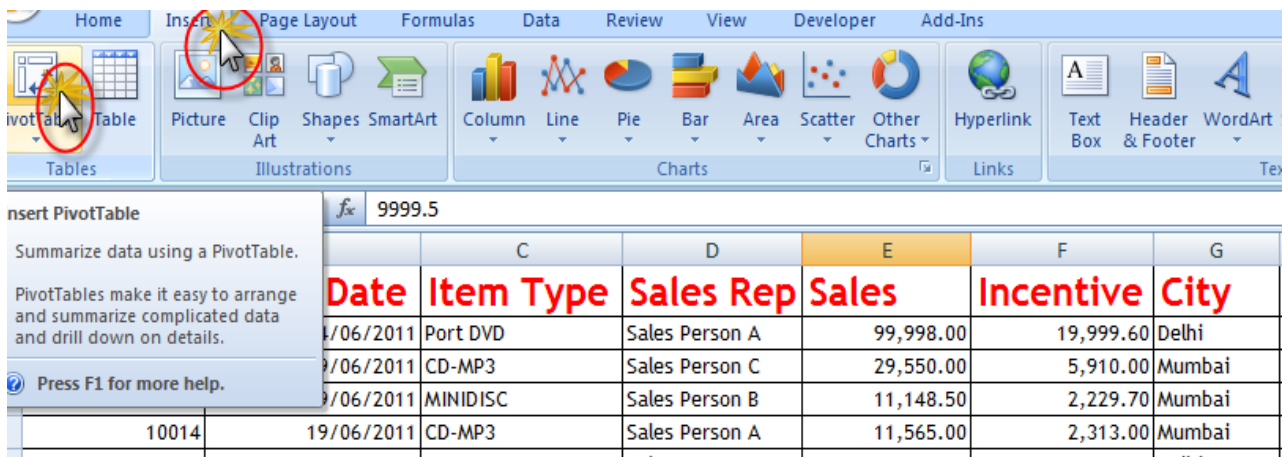 Home Insert Page Layout Formulas Data Review View Developer Add-Ins
Table Picture Clip Art Shapes SmartArt Column Line Pie Bar Area Scatter Other Charts Hyperlink A Text Box Header & Footer A WordArt
Tables Illustrations Charts Links
fx 9999.5
nsert PivotTable
Summarize data using a PivotTable.
PivotTables make it easy to arrange
and summarize complicated data
and drill down on details.
Press F1 for more help.
C D E F G
Date Item Type Sales Rep Sales Incentive City
/06/2011 Port DVD Sales Person A 99,998.00 19,999.60 Delhi
/06/2011 CD-MP3 Sales Person C 29,550.00 5,910.00 Mumbai
/06/2011 MINIDISC Sales Person B 11,148.50 2,229.70 Mumbai
10014 19/06/2011 CD-MP3 Sales Person A 11,565.00 2,313.00 Mumbai